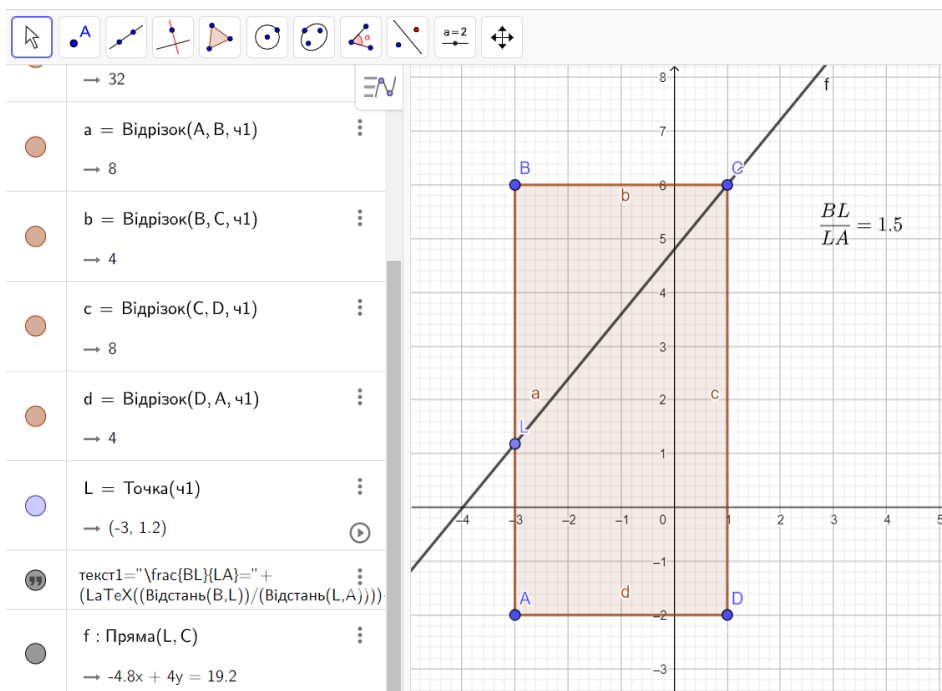 A
α
a = 2
→ 32
a = Відрізок(A, B, ч1)
→ 8
b = Відрізок(B, C, ч1)
→ 4
c = Відрізок(C, D, ч1)
→ 8
d = Відрізок(D, A, ч1)
→ 4
L = Точка(ч1)
→ (-3, 1.2)
текст1="\frac{BL}{LA}="+
(LaTeX((Відстань(B,L))/(Відстань(L,A))))
f : Пряма(L, C)
→ -4.8x + 4y = 19.2
8
f
7
B
C
6
b
BL
LA
= 1.5
5
4
3
a
c
2
L
1
–4
–3
–2
–1
0
1
2
3
4
5
–1
A
d
D
–2
–3